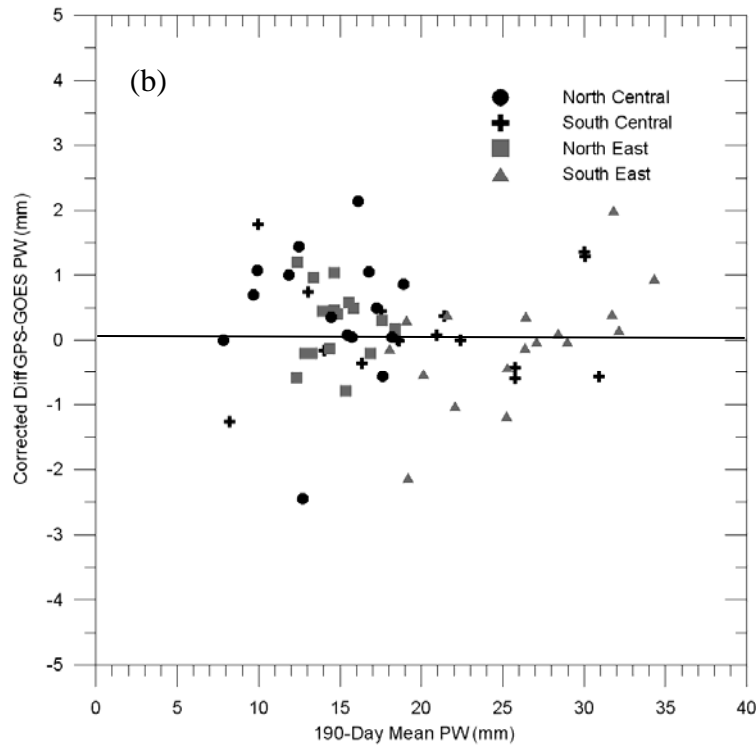 (b)
North Central
South Central
North East
South East
Corrected Diff GPS-GOES PW (mm)
5
4
3
2
1
0
-1
-2
-3
-4
-5
0 5 10 15 20 25 30 35 40
190-Day Mean PW (mm)